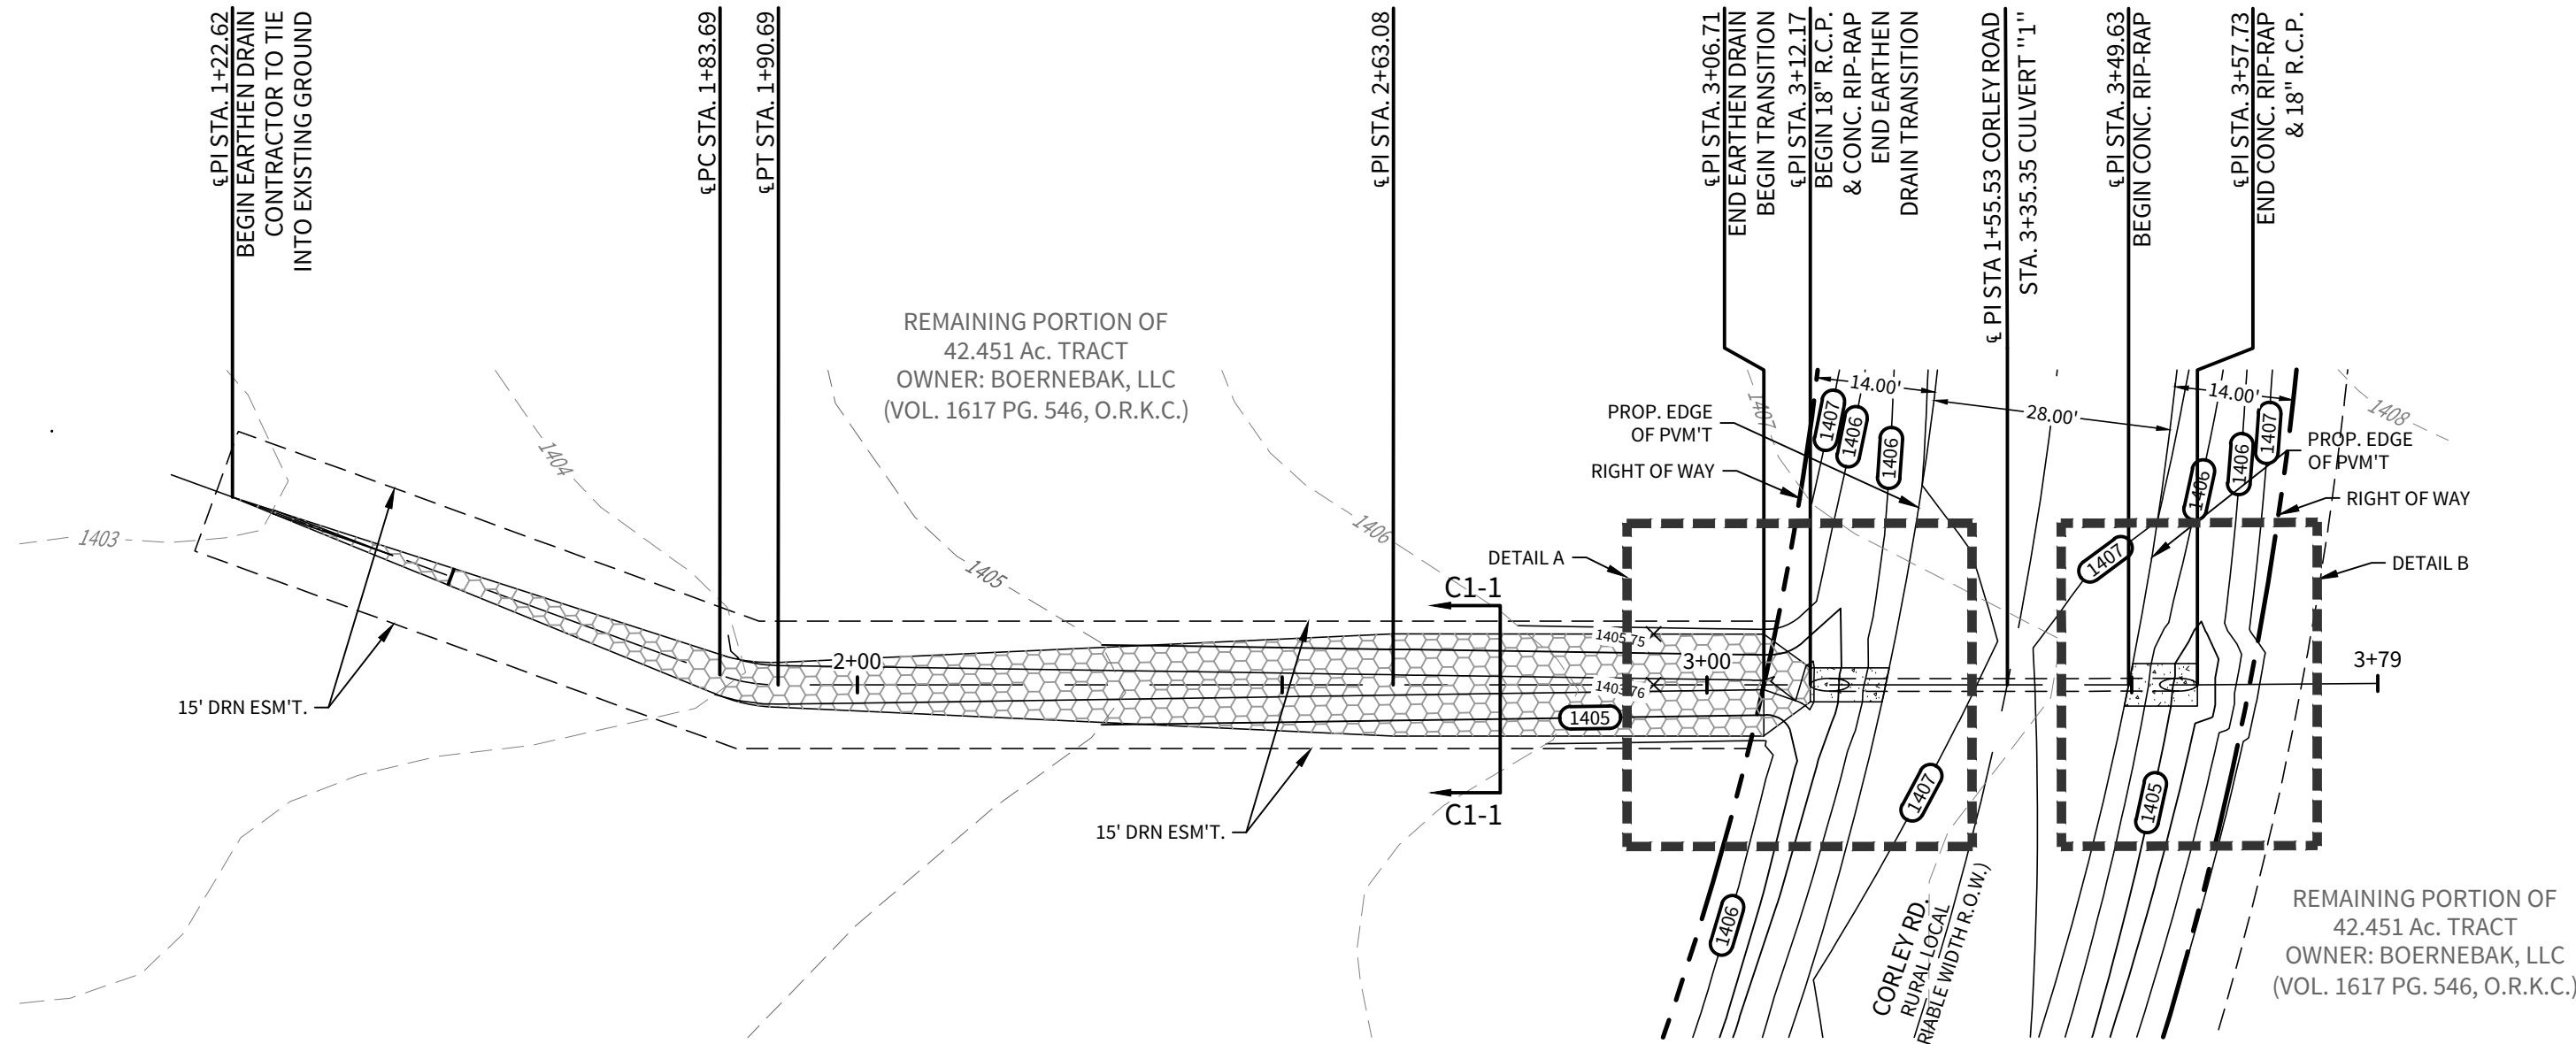 ℄ PI STA. 1+22.62
BEGIN EARTHEN DRAIN
CONTRACTOR TO TIE
INTO EXISTING GROUND
℄ PC STA. 1+83.69
℄ PT STA. 1+90.69
℄ PI STA. 2+63.08
℄ PI STA. 3+06.71
END EARTHEN DRAIN
BEGIN TRANSITION
℄ PI STA. 3+12.17
BEGIN 18" R.C.P.
& CONC. RIP-RAP
END EARTHEN
DRAIN TRANSITION
℄ PI STA 1+55.53 CORLEY ROAD
STA. 3+35.35 CULVERT "1"
℄ PI STA. 3+49.63
BEGIN CONC. RIP-RAP
℄ PI STA. 3+57.73
END CONC. RIP-RAP
& 18" R.C.P.
REMAINING PORTION OF
42.451 Ac. TRACT
OWNER: BOERNEBAK, LLC
(VOL. 1617 PG. 546, O.R.K.C.)
14.00'
28.00'
14.00'
1407
1408
1407
1406
1406
1406
1406
1407
PROP. EDGE
OF PVM'T
RIGHT OF WAY
PROP. EDGE
OF PVM'T
RIGHT OF WAY
1403
1404
1405
1406
DETAIL A
DETAIL B
1407
C1-1
1405.75
1403.76
2+00
3+00
3+79
15' DRN ESM'T.
1405
1407
1405
C1-1
15' DRN ESM'T.
1406
CORLEY RD.
RURAL LOCAL
RIABLE WIDTH R.O.W.)
REMAINING PORTION OF
42.451 Ac. TRACT
OWNER: BOERNEBAK, LLC
(VOL. 1617 PG. 546, O.R.K.C.)